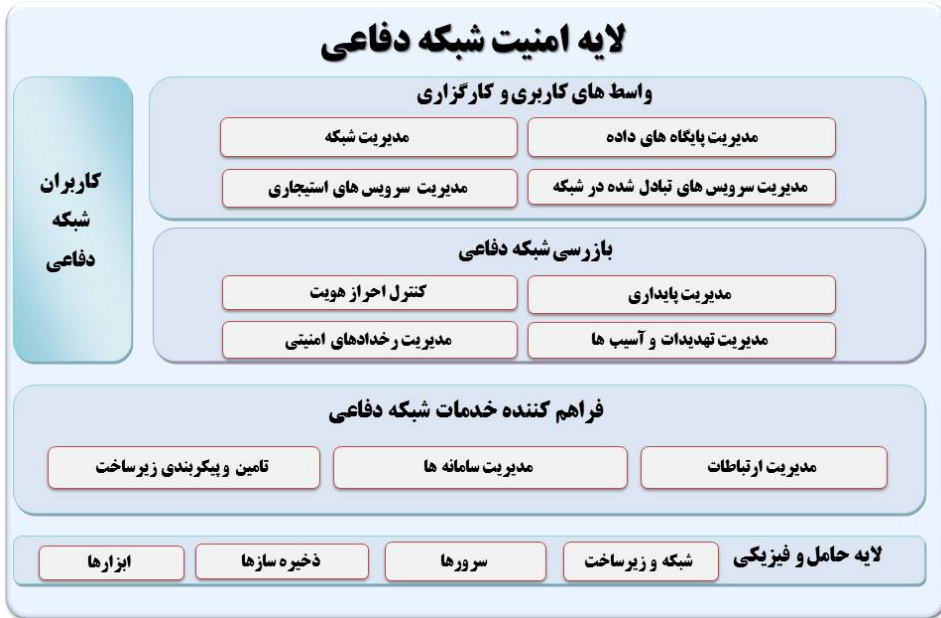 لایه امنیت شبکه دفاعی
واسط های کاربری و کارگزاری
مدیریت پایگاه های داده
مدیریت شبکه
مدیریت سرویس های تبادل شده در شبکه
مدیریت سرویس های استیجاری
کاربران
شبکه
دفاعی
بازرسی شبکه دفاعی
مدیریت پایداری
کنترل احراز هویت
مدیریت تهدیدات و آسیب ها
مدیریت رخدادهای امنیتی
فراهم کننده خدمات شبکه دفاعی
مدیریت ارتباطات
مدیریت سامانه ها
تامین وپیکربندی زیرساخت
لایه حامل و فیزیکی
شبکه و زیرساخت
سرورها
ذخیره سازها
ابزارها